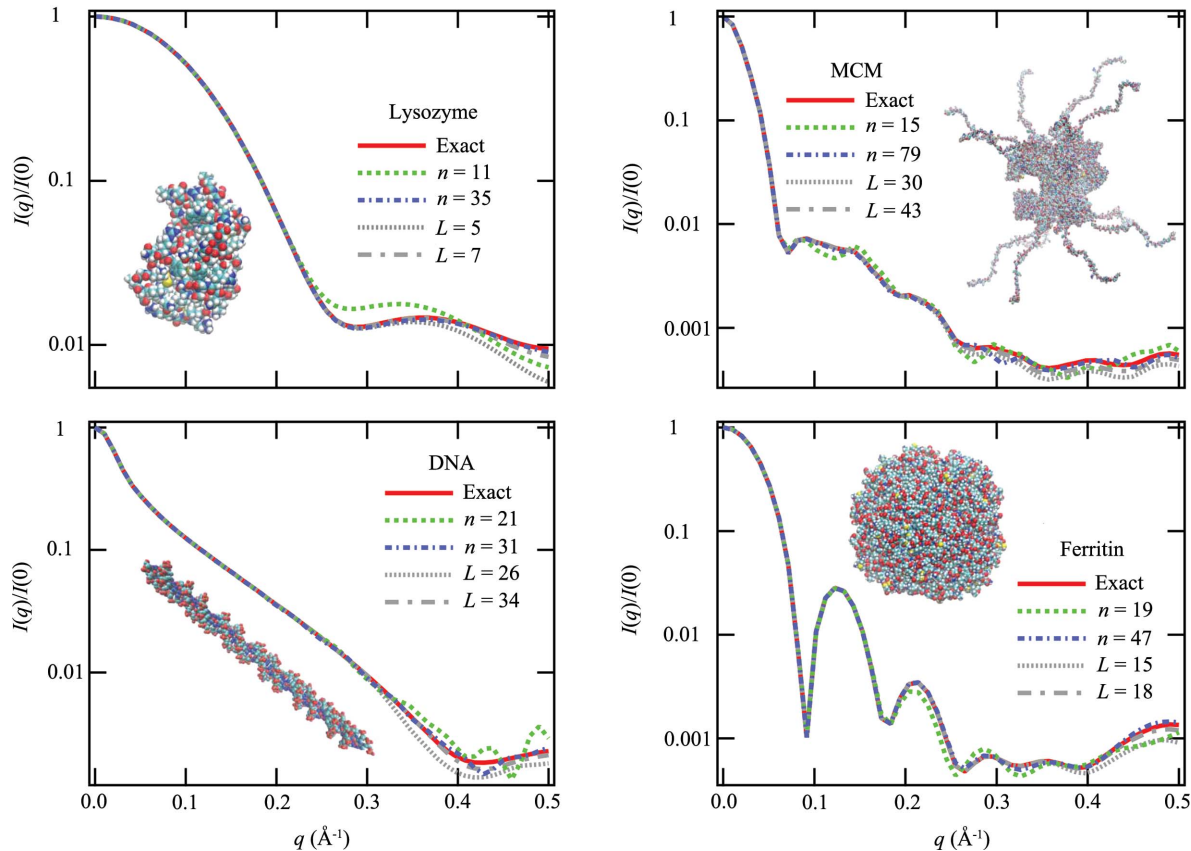 1
0.1
0.01
I(q)/I(0)
Lysozyme
Exact
n = 11
n = 35
L = 5
L = 7
1
0.1
0.01
0.001
I(q)/I(0)
MCM
Exact
n = 15
n = 79
L = 30
L = 43
1
0.1
0.01
I(q)/I(0)
DNA
Exact
n = 21
n = 31
L = 26
L = 34
0.0 0.1 0.2 0.3 0.4 0.5
q (Å⁻¹)
1
0.1
0.01
0.001
I(q)/I(0)
Ferritin
Exact
n = 19
n = 47
L = 15
L = 18
0.0 0.1 0.2 0.3 0.4 0.5
q (Å⁻¹)